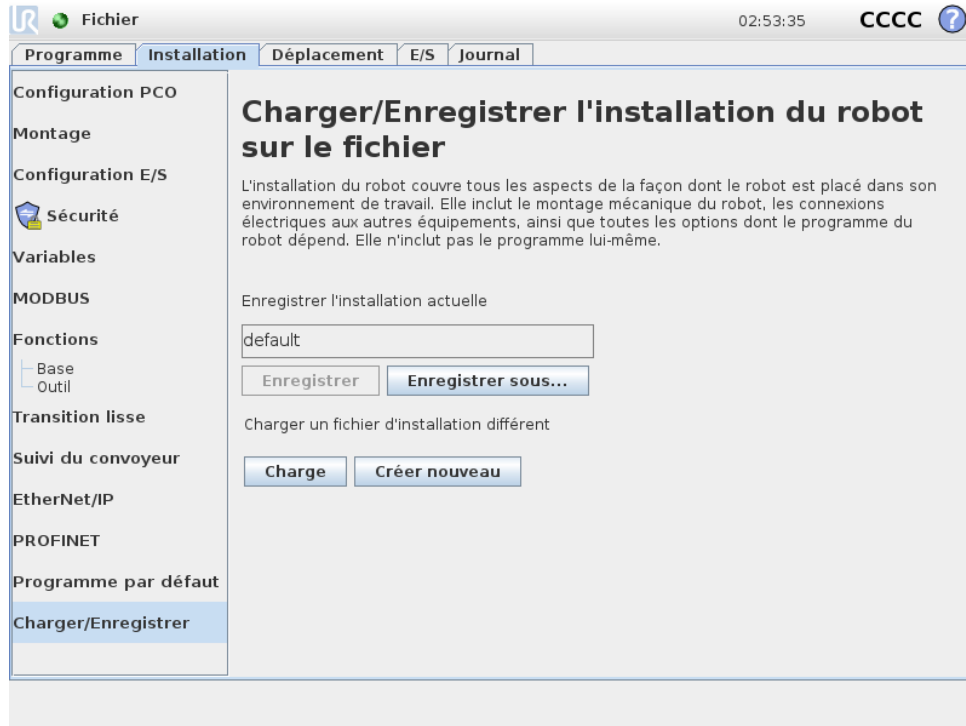 UR
Fichier
02:53:35
CCCC
?
Programme
Installation
Déplacement
E/S
Journal
Configuration PCO
Montage
Configuration E/S
Sécurité
Variables
MODBUS
Fonctions
Base
Outil
Transition lisse
Suivi du convoyeur
EtherNet/IP
PROFINET
Programme par défaut
Charger/Enregistrer
Charger/Enregistrer l'installation du robot
sur le fichier
L'installation du robot couvre tous les aspects de la façon dont le robot est placé dans son
environnement de travail. Elle inclut le montage mécanique du robot, les connexions
électriques aux autres équipements, ainsi que toutes les options dont le programme du
robot dépend. Elle n'inclut pas le programme lui-même.
Enregistrer l'installation actuelle
default
Enregistrer
Enregistrer sous...
Charger un fichier d'installation différent
Charge
Créer nouveau